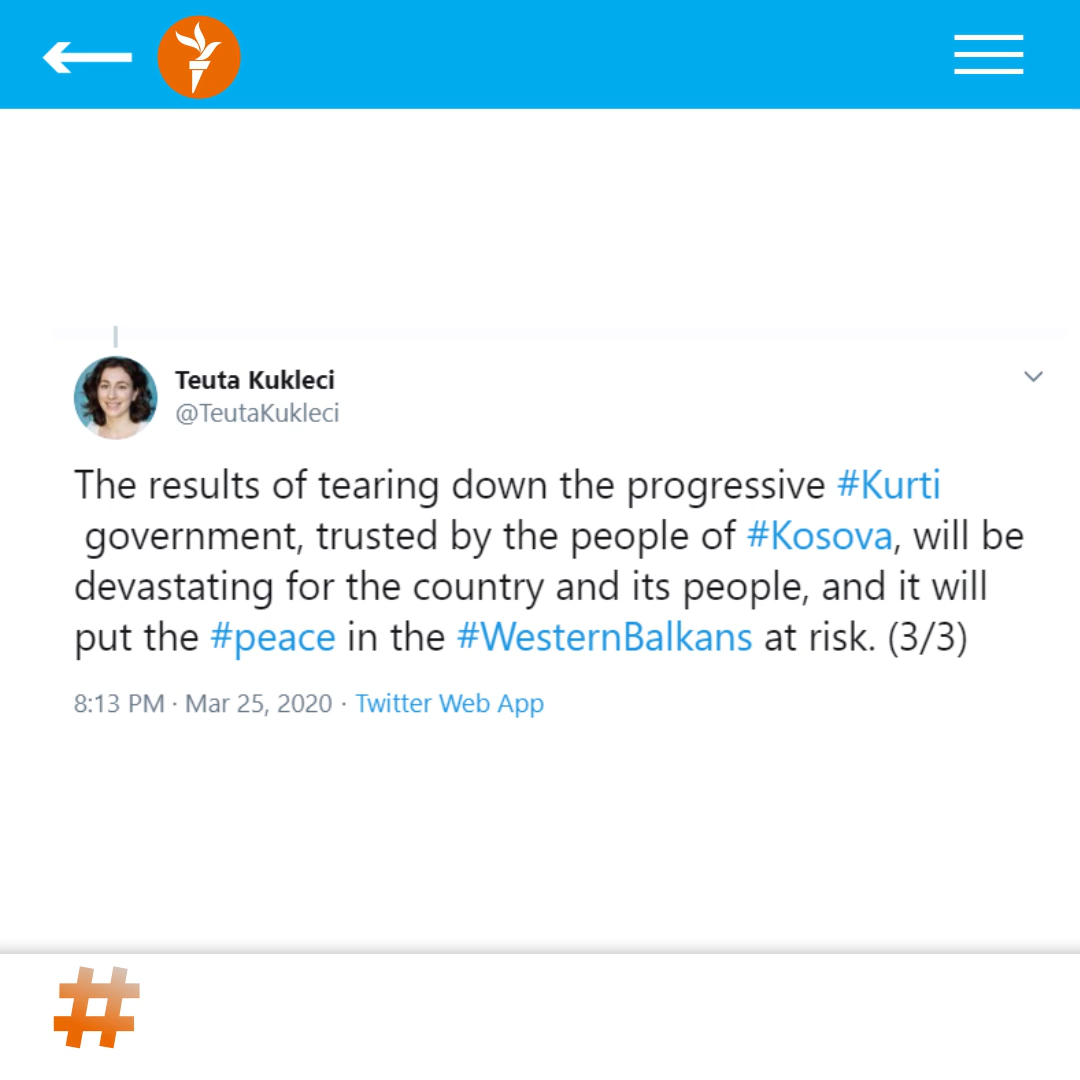 Teuta Kukleci
@TeutaKukleci
The results of tearing down the progressive #Kurti
government, trusted by the people of #Kosova, will be
devastating for the country and its people, and it will
put the #peace in the #WesternBalkans at risk. (3/3)
8:13 PM · Mar 25, 2020 · Twitter Web App
#